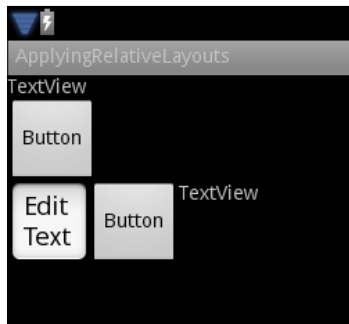 ApplyingRelativeLayouts
TextView
Button
Edit
Text
Button
TextView